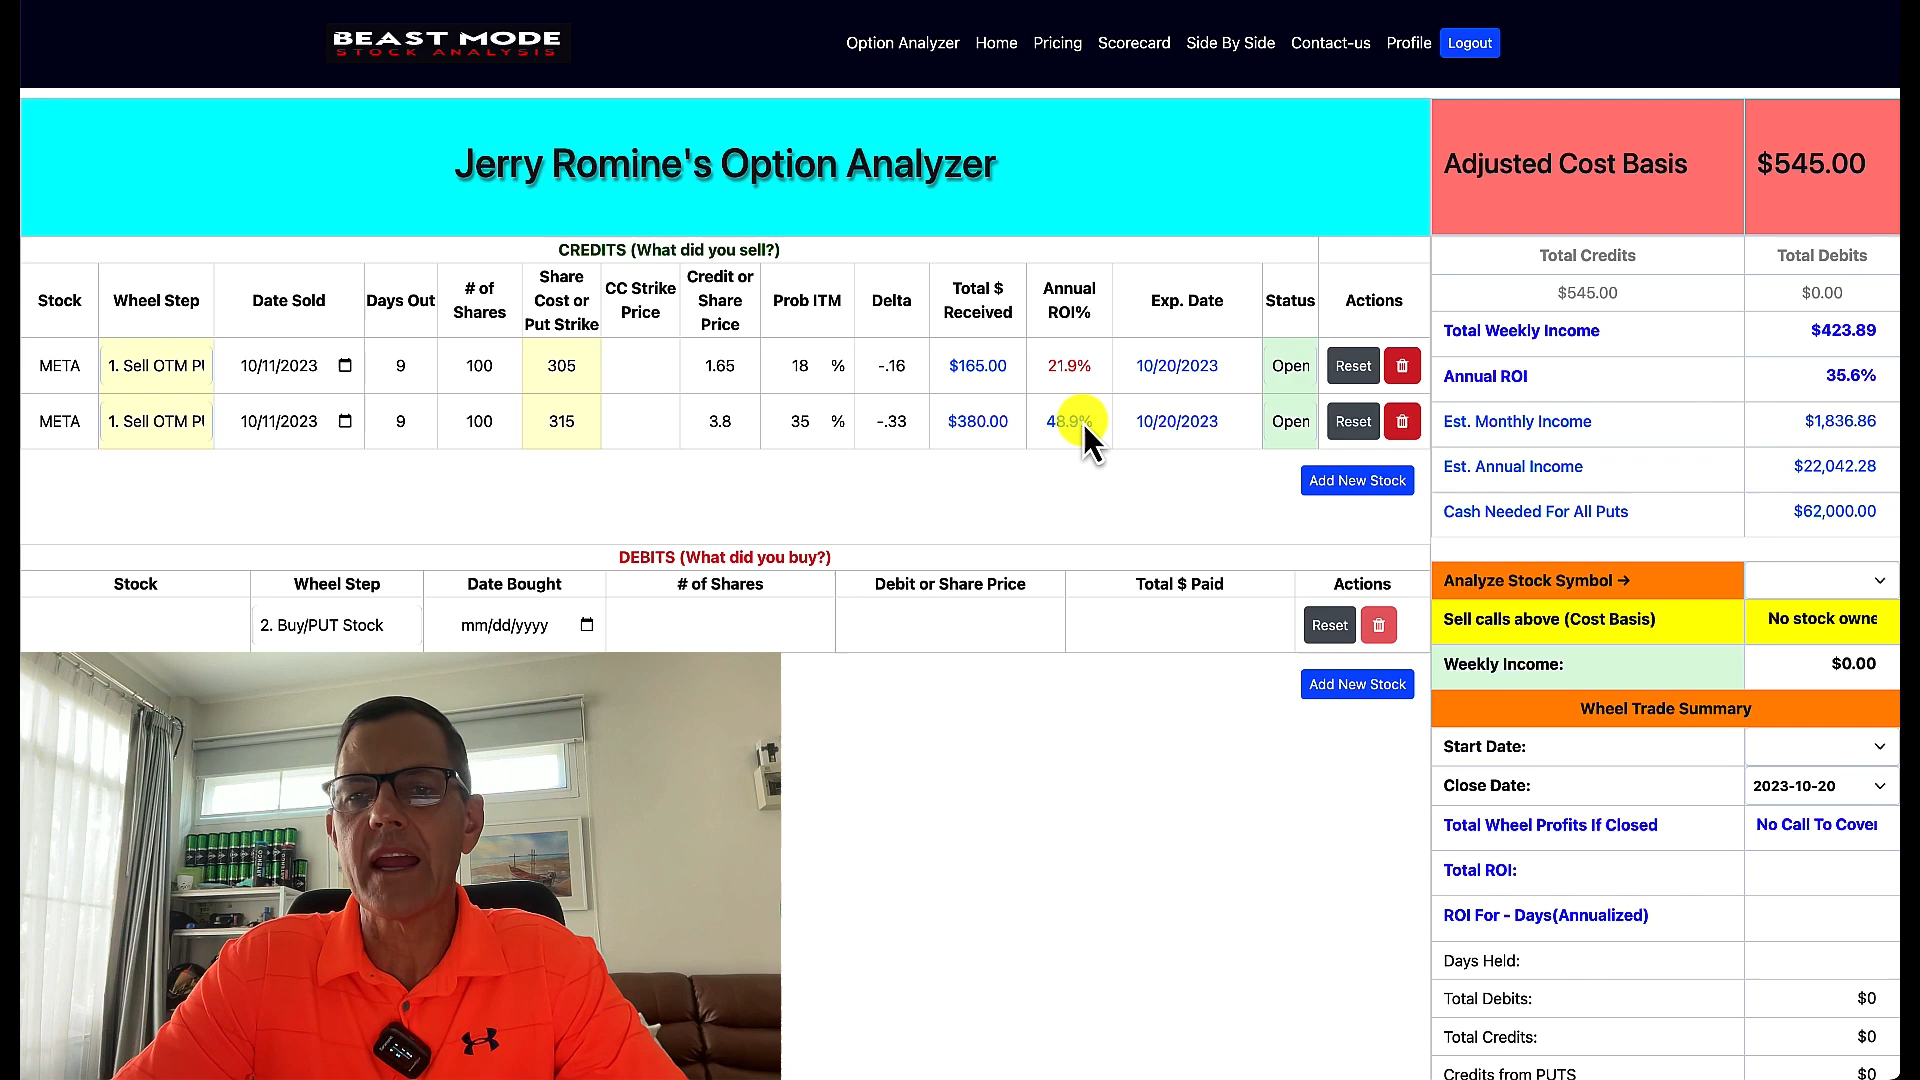 BEAST MODE
STOCK ANALYSIS
Option Analyzer Home Pricing Scorecard Side By Side Contact-us Profile Logout
Jerry Romine's Option Analyzer
Adjusted Cost Basis $545.00
CREDITS (What did you sell?)
Stock Wheel Step Date Sold Days Out # of Shares Share Cost or Put Strike CC Strike Price Credit or Share Price Prob ITM Delta Total $ Received Annual ROI% Exp. Date Status Actions
META 1. Sell OTM PU 10/11/2023 9 100 305 1.65 18 % -.16 $165.00 21.9% 10/20/2023 Open Reset
META 1. Sell OTM PU 10/11/2023 9 100 315 3.8 35 % -.33 $380.00 48.9% 10/20/2023 Open Reset
Add New Stock
DEBITS (What did you buy?)
Stock Wheel Step Date Bought # of Shares Debit or Share Price Total $ Paid Actions
2. Buy/PUT Stock mm/dd/yyyy Reset
Add New Stock
Total Credits Total Debits
$545.00 $0.00
Total Weekly Income $423.89
Annual ROI 35.6%
Est. Monthly Income $1,836.86
Est. Annual Income $22,042.28
Cash Needed For All Puts $62,000.00
Analyze Stock Symbol →
Sell calls above (Cost Basis) No stock owne
Weekly Income: $0.00
Wheel Trade Summary
Start Date:
Close Date: 2023-10-20
Total Wheel Profits If Closed No Call To Cover
Total ROI:
ROI For - Days(Annualized)
Days Held:
Total Debits: $0
Total Credits: $0
Credits from PUTS $0